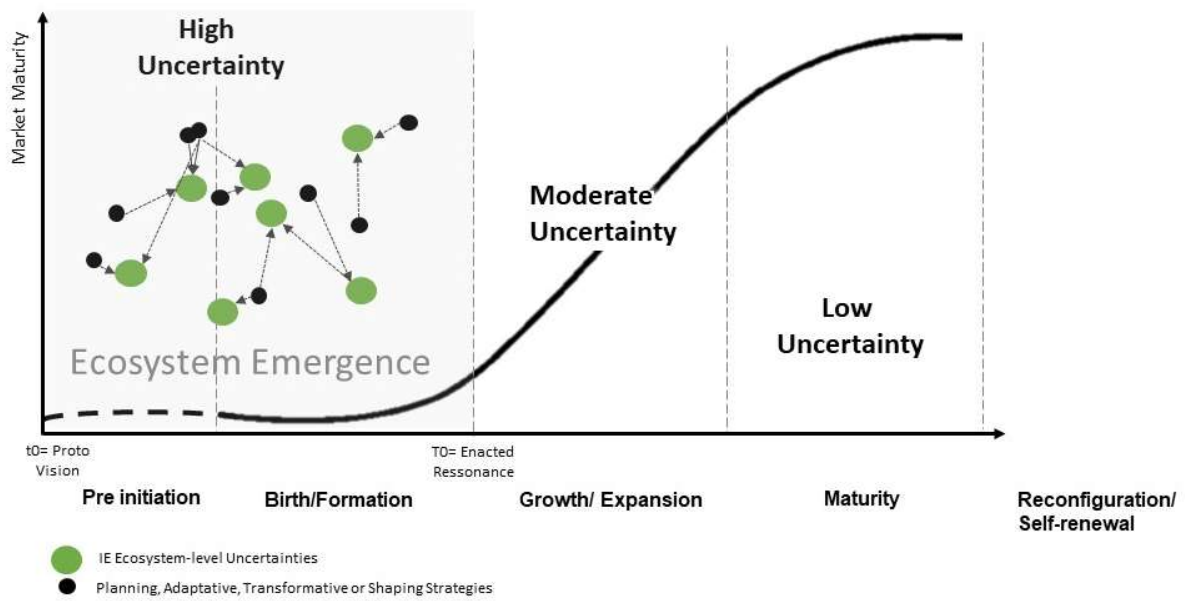 Market Maturity
High
Uncertainty
Moderate
Uncertainty
Low
Uncertainty
Ecosystem Emergence
t0= Proto
Vision
T0= Enacted
Ressonance
Pre initiation
Birth/Formation
Growth/ Expansion
Maturity
Reconfiguration/
Self-renewal
IE Ecosystem-level Uncertainties
Planning, Adaptative, Transformative or Shaping Strategies